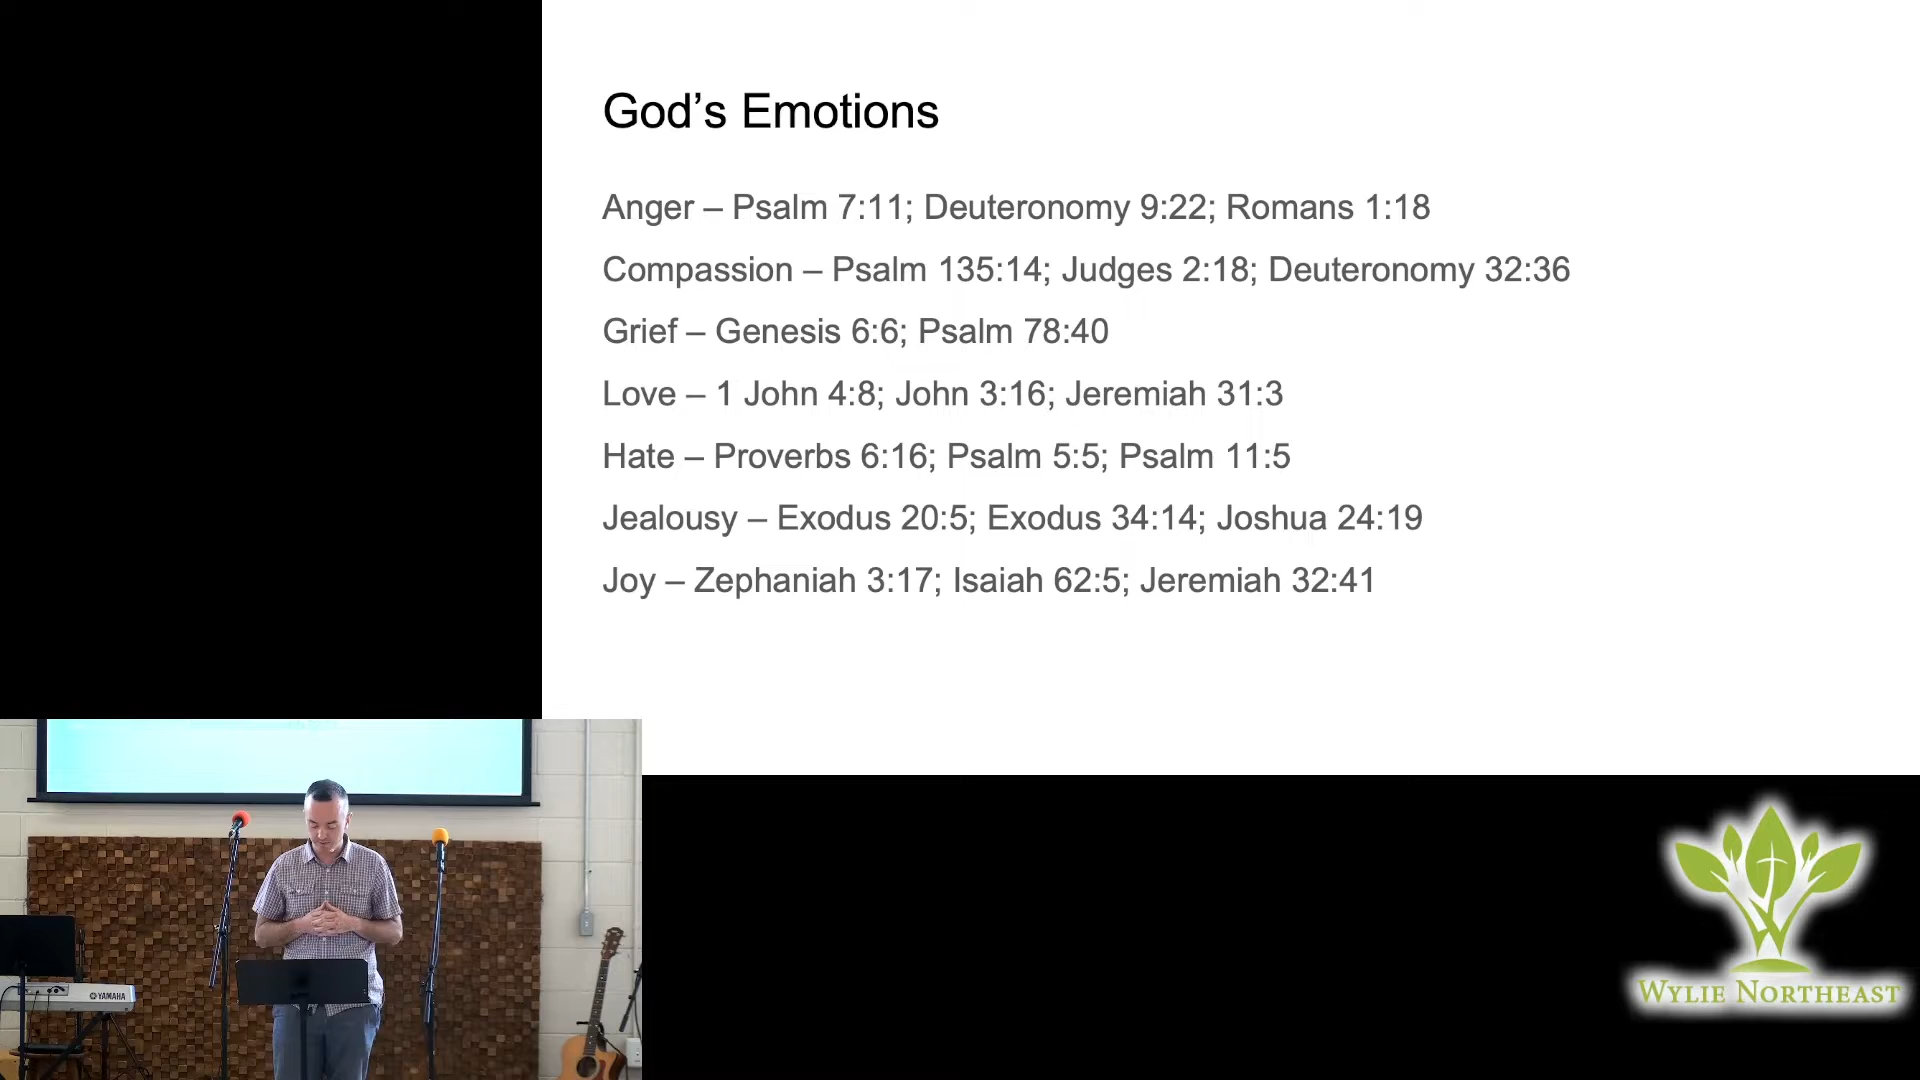 God’s Emotions
Anger – Psalm 7:11; Deuteronomy 9:22; Romans 1:18
Compassion – Psalm 135:14; Judges 2:18; Deuteronomy 32:36
Grief – Genesis 6:6; Psalm 78:40
Love – 1 John 4:8; John 3:16; Jeremiah 31:3
Hate – Proverbs 6:16; Psalm 5:5; Psalm 11:5
Jealousy – Exodus 20:5; Exodus 34:14; Joshua 24:19
Joy – Zephaniah 3:17; Isaiah 62:5; Jeremiah 32:41
YAMAHA
WYLIE NORTHEAST